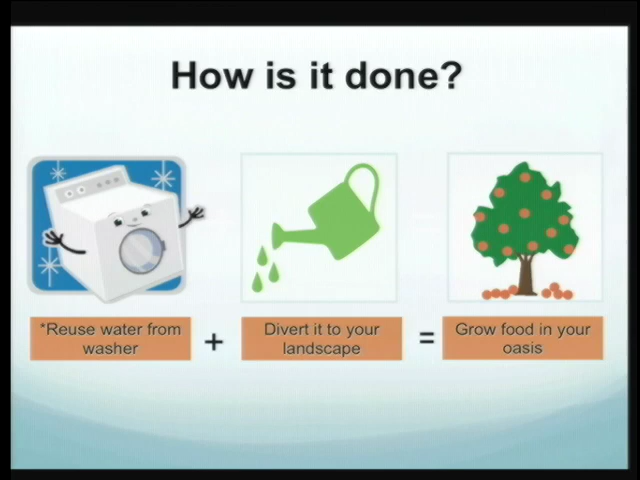 How is it done?
*Reuse water from
washer
+
Divert it to your
landscape
=
Grow food in your
oasis